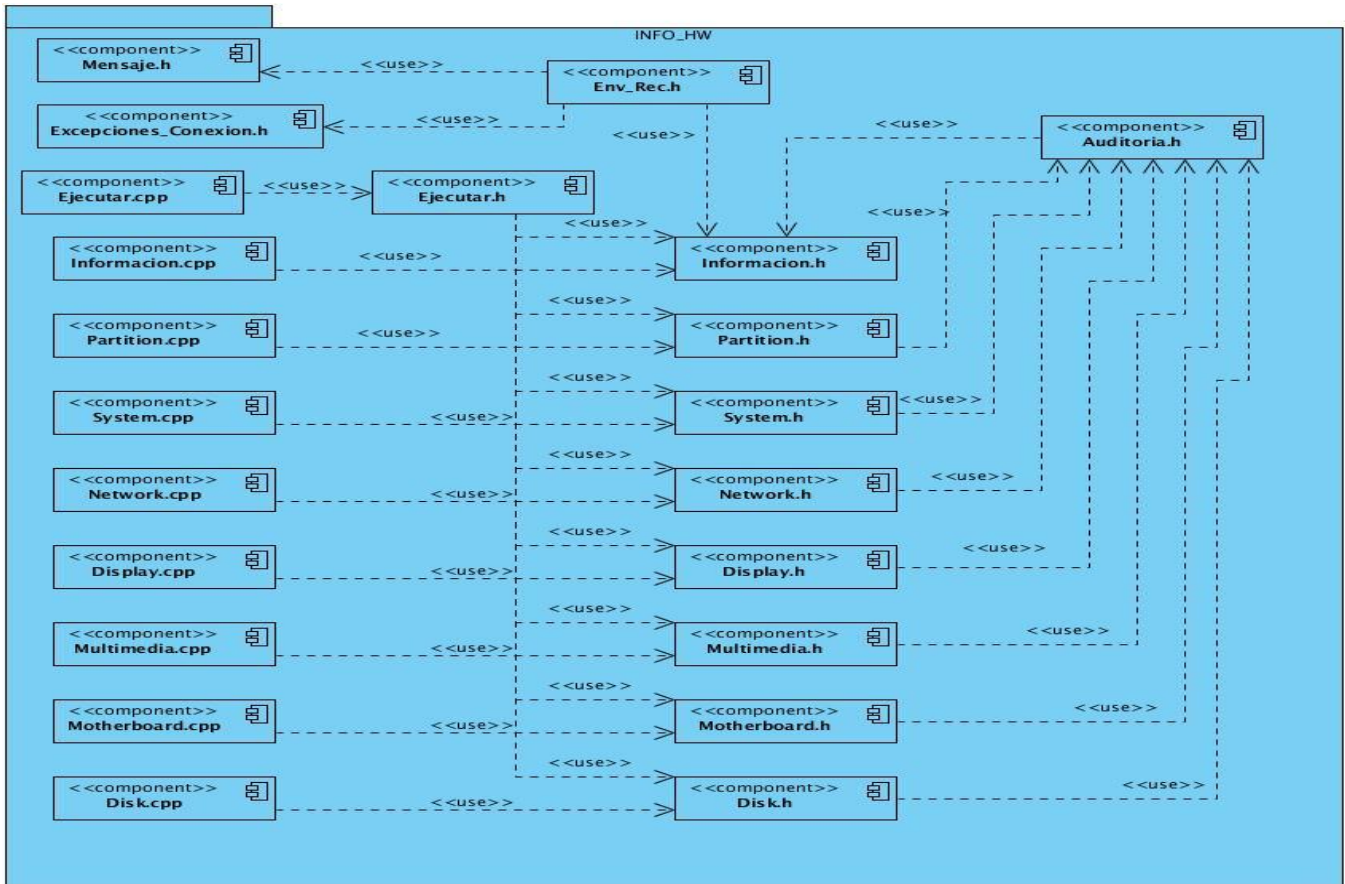 INFO_HW
<<component>>
Mensaje.h
<<use>>
<<component>>
Env_Rec.h
<<component>>
Excepciones_Conexion.h
<<use>>
<<use>>
<<use>>
<<component>>
Auditoria.h
<<component>>
Ejecutar.cpp
<<use>>
<<component>>
Ejecutar.h
<<use>>
<<use>>
<<component>>
Informacion.cpp
<<use>>
<<component>>
Informacion.h
<<use>>
<<component>>
Partition.cpp
<<use>>
<<component>>
Partition.h
<<use>>
<<component>>
System.cpp
<<use>>
<<component>>
System.h
<<use>>
<<use>>
<<component>>
Network.cpp
<<use>>
<<component>>
Network.h
<<use>>
<<use>>
<<component>>
Display.cpp
<<use>>
<<component>>
Display.h
<<use>>
<<use>>
<<component>>
Multimedia.cpp
<<use>>
<<component>>
Multimedia.h
<<use>>
<<use>>
<<component>>
Motherboard.cpp
<<use>>
<<component>>
Motherboard.h
<<use>>
<<use>>
<<component>>
Disk.cpp
<<use>>
<<component>>
Disk.h
<<use>>